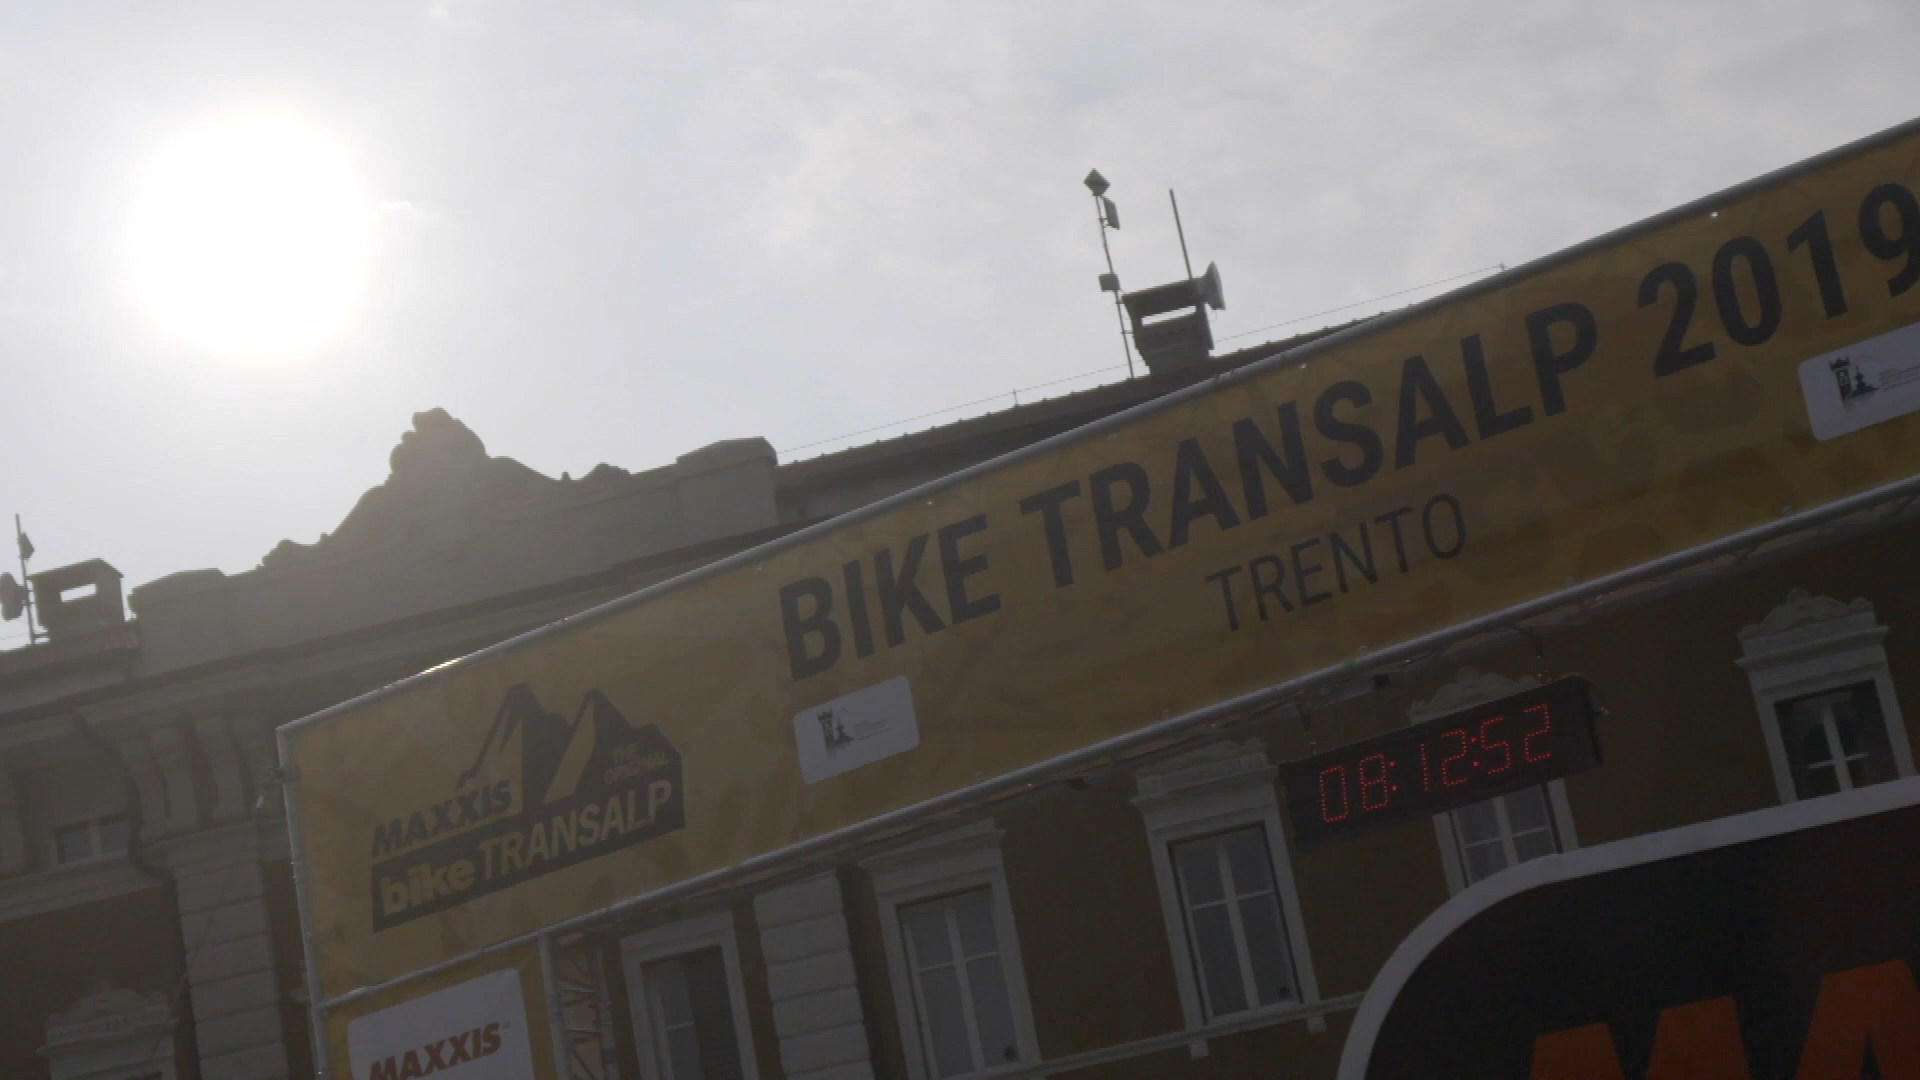 BIKE TRANSALP 2019
TRENTO
MAXXIS
THE ORIGINAL
bike TRANSALP
08:12:52
MAXXIS